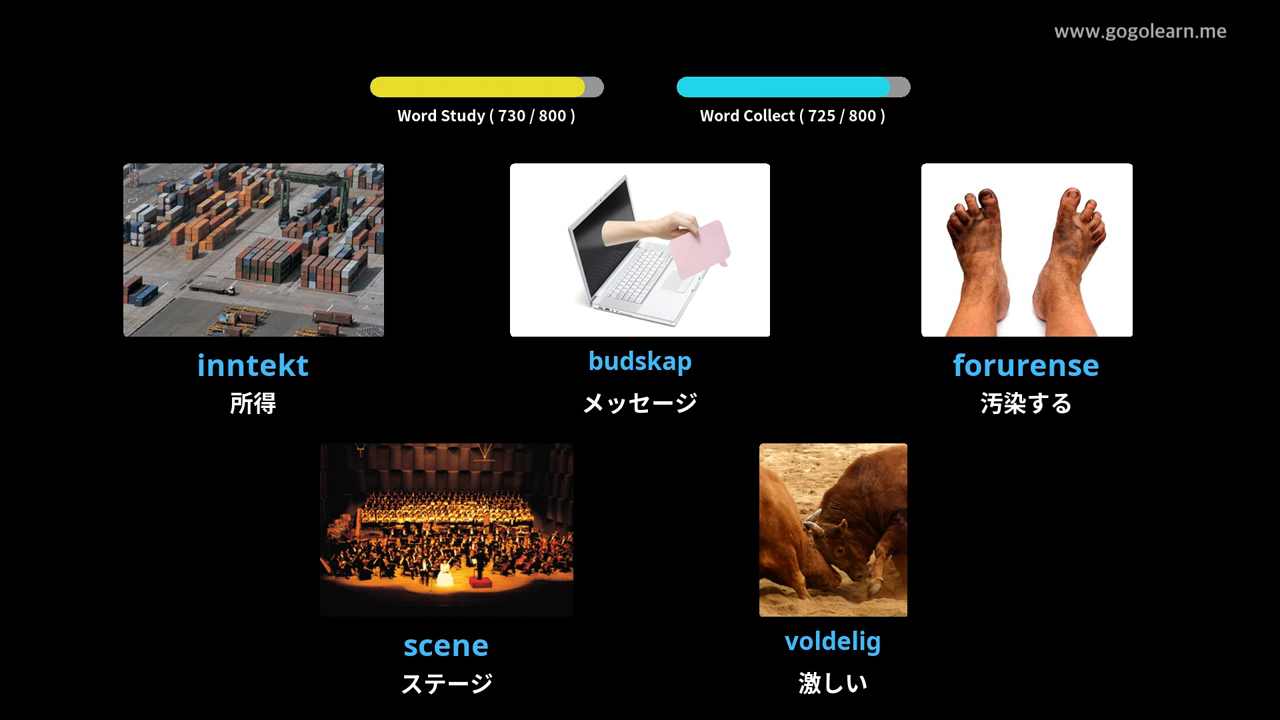 www.gogolearn.me
Word Study ( 730 / 800 )
Word Collect ( 725 / 800 )
inntekt
所得
budskap
メッセージ
forurense
汚染する
scene
ステージ
voldelig
激しい